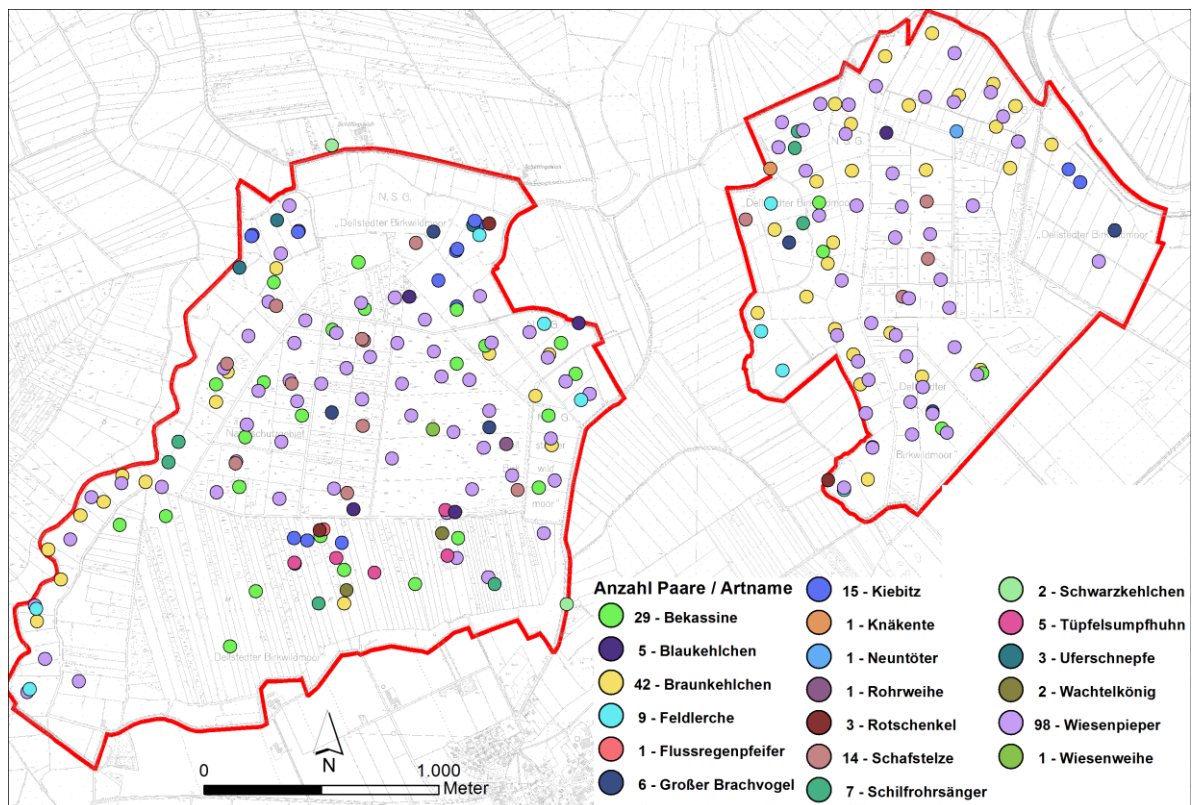 N. S. G.
Dellstedter Birkwildmoor
N. S. G.
Dellstedter Birkwildmoor
Dellstedter Birkwildmoor
N. S. G.
Naturschutzgebiet
wild
moor
Dellstedter
Birkwildmoor
Dellstedter Birkwildmoor
Anzahl Paare / Artname
29 - Bekassine
5 - Blaukehlchen
42 - Braunkehlchen
9 - Feldlerche
1 - Flussregenpfeifer
6 - Großer Brachvogel
15 - Kiebitz
1 - Knäkente
1 - Neuntöter
1 - Rohrweihe
3 - Rotschenkel
14 - Schafstelze
7 - Schilfrohrsänger
2 - Schwarzkehlchen
5 - Tüpfelsumpfhuhn
3 - Uferschnepfe
2 - Wachtelkönig
98 - Wiesenpieper
1 - Wiesenweihe
N
0 1.000
Meter